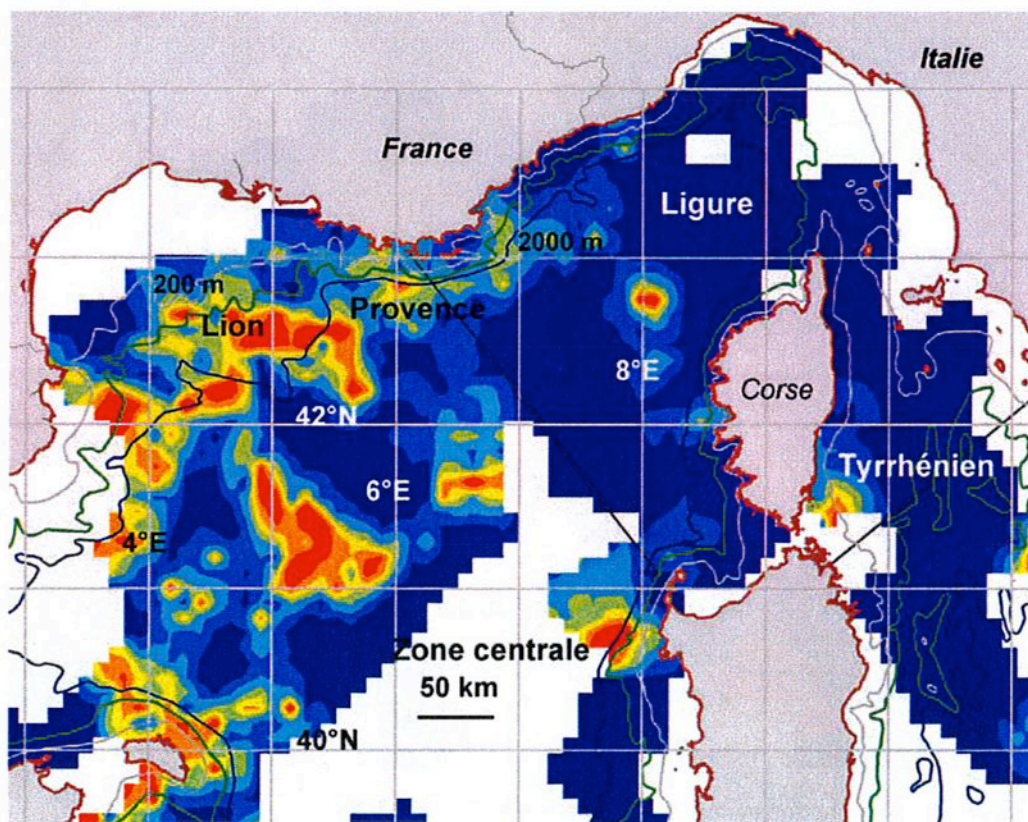 Italie
France
Ligure
2000 m
200 m
Provence
Lion
8°E
Corse
42°N
Tyrrhénien
6°E
4°E
Zone centrale
50 km
40°N